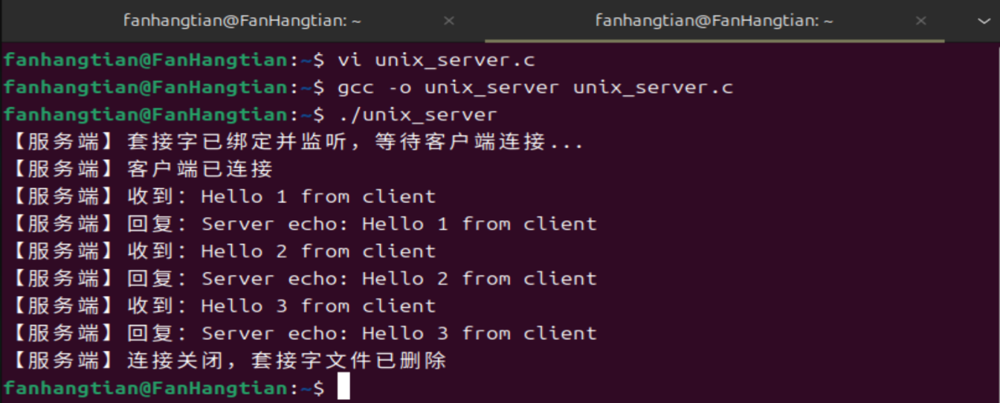 fanhangtian@FanHangtian: ~ × fanhangtian@FanHangtian: ~ ×
fanhangtian@FanHangtian:~$ vi unix_server.c
fanhangtian@FanHangtian:~$ gcc -o unix_server unix_server.c
fanhangtian@FanHangtian:~$ ./unix_server
【服务端】套接字已绑定并监听，等待客户端连接...
【服务端】客户端已连接
【服务端】收到：Hello 1 from client
【服务端】回复：Server echo: Hello 1 from client
【服务端】收到：Hello 2 from client
【服务端】回复：Server echo: Hello 2 from client
【服务端】收到：Hello 3 from client
【服务端】回复：Server echo: Hello 3 from client
【服务端】连接关闭，套接字文件已删除
fanhangtian@FanHangtian:~$